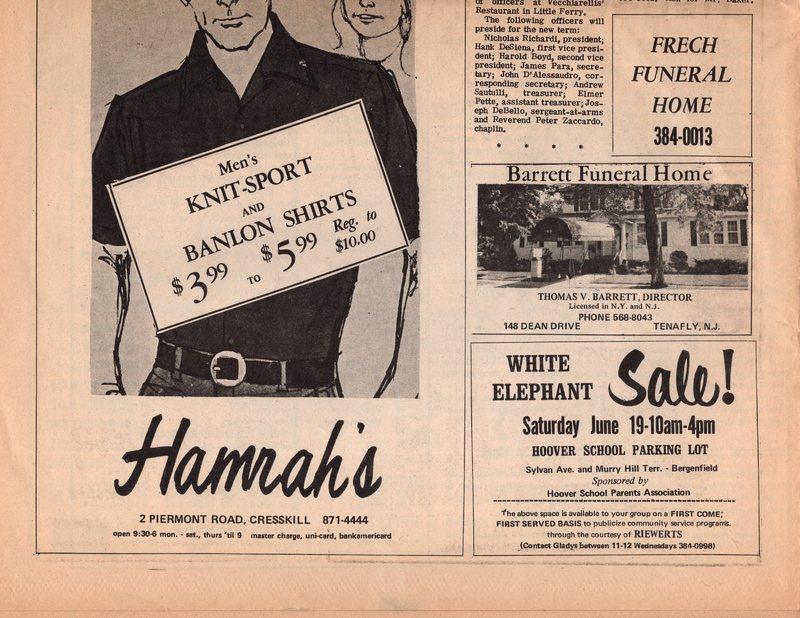 Men's
KNIT-SPORT
AND
BANLON SHIRTS
$3.99 TO $5.99 Reg. to $10.00
Hamrah's
2 PIERMONT ROAD, CRESSKILL 871-4444
open 9:30-6 mon. - sat., thurs 'til 9 master charge, uni-card, bankamericard
of officers at Vecchiarellis'
Restaurant in Little Ferry.
The following officers will
preside for the new term:
Nicholas Richardi, president;
Hank DeSiena, first vice presi-
dent; Harold Boyd, second vice
president; James Para, secre-
tary; John D'Alessaudro, cor-
responding secretary; Andrew
Sautulli, treasurer; Elmer
Pette, assistant treasurer; Jos-
eph DeBello, sergeant-at-arms
and Reverend Peter Zaccardo,
chaplin.
* * * *
FRECH
FUNERAL
HOME
384-0013
Barrett Funeral Home
THOMAS V. BARRETT, DIRECTOR
Licensed in N.Y. and N.J.
PHONE 568-8043
148 DEAN DRIVE TENAFLY, N.J.
WHITE
ELEPHANT Sale!
Saturday June 19-10am-4pm
HOOVER SCHOOL PARKING LOT
Sylvan Ave. and Murry Hill Terr. - Bergenfield
Sponsored by
Hoover School Parents Association
The above space is available to your group on a FIRST COME;
FIRST SERVED BASIS to publicize community service programs.
through the courtesy of RIEWERTS
(Contact Gladys between 11-12 Wednesdays 384-0998)